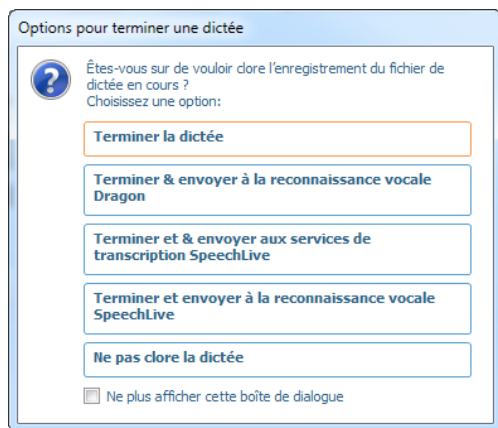 Options pour terminer une dictée
Êtes-vous sur de vouloir clore l'enregistrement du fichier de
dictée en cours ?
Choisissez une option:
Terminer la dictée
Terminer & envoyer à la reconnaissance vocale
Dragon
Terminer et & envoyer aux services de
transcription SpeechLive
Terminer et envoyer à la reconnaissance vocale
SpeechLive
Ne pas clore la dictée
Ne plus afficher cette boîte de dialogue